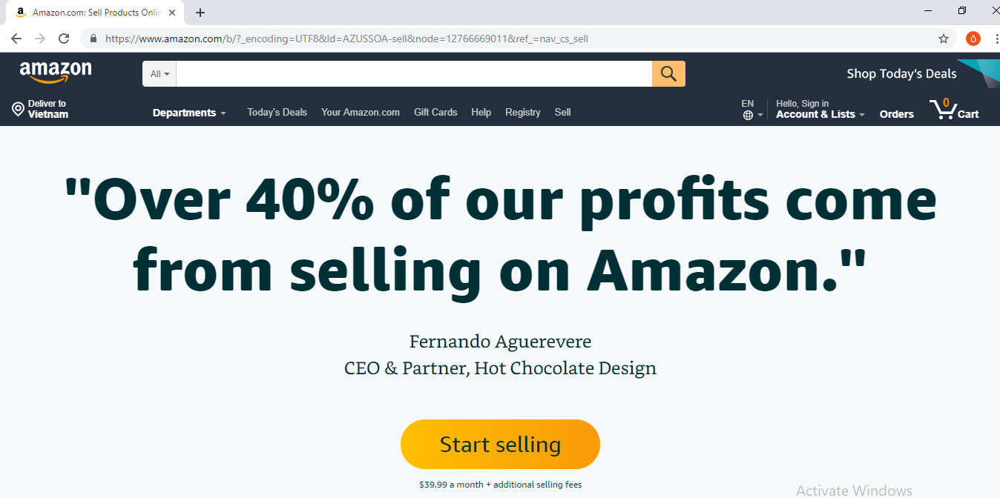 Amazon.com: Sell Products Onlin
https://www.amazon.com/b/?_encoding=UTF8&ld=AZUSSOA-sell&node=12766669011&ref_=nav_cs_sell
amazon
All
Shop Today's Deals
Deliver to
Vietnam
Departments
Today's Deals
Your Amazon.com
Gift Cards
Help
Registry
Sell
EN
Hello, Sign in
Account & Lists
Orders
0
Cart
"Over 40% of our profits come
from selling on Amazon."
Fernando Aguerevere
CEO & Partner, Hot Chocolate Design
Start selling
$39.99 a month + additional selling fees
Activate Windows